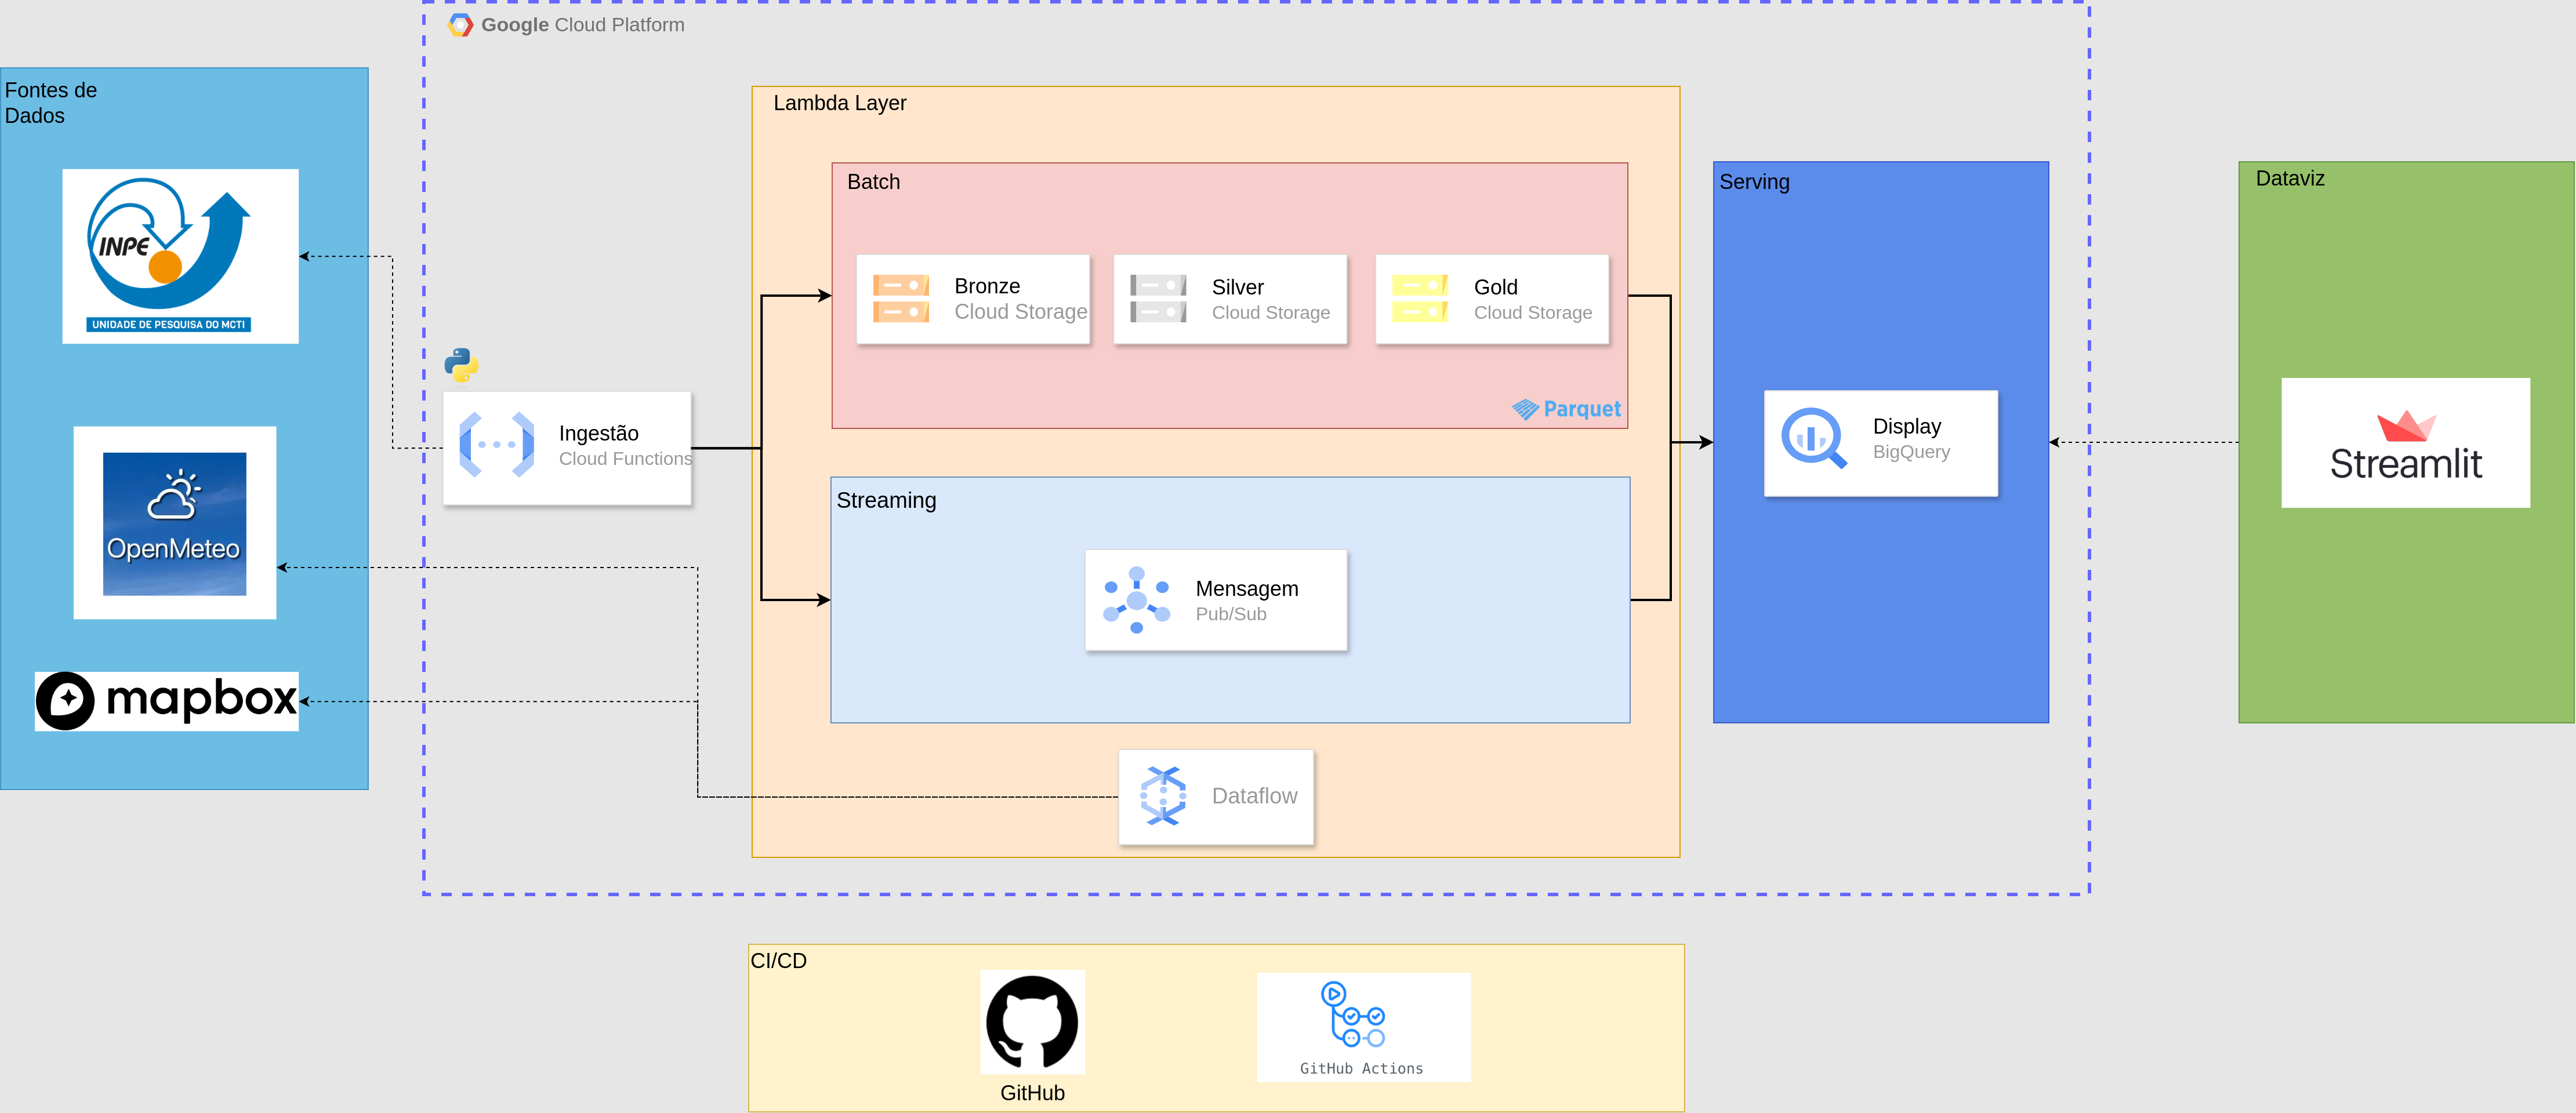 Google Cloud Platform
Fontes de
Dados
INPE
UNIDADE DE PESQUISA DO MCTI
OpenMeteo
mapbox
Ingestão
Cloud Functions
Lambda Layer
Batch
Bronze
Cloud Storage
Silver
Cloud Storage
Gold
Cloud Storage
Parquet
Streaming
Mensagem
Pub/Sub
Dataflow
Serving
Display
BigQuery
Dataviz
Streamlit
CI/CD
GitHub
GitHub Actions